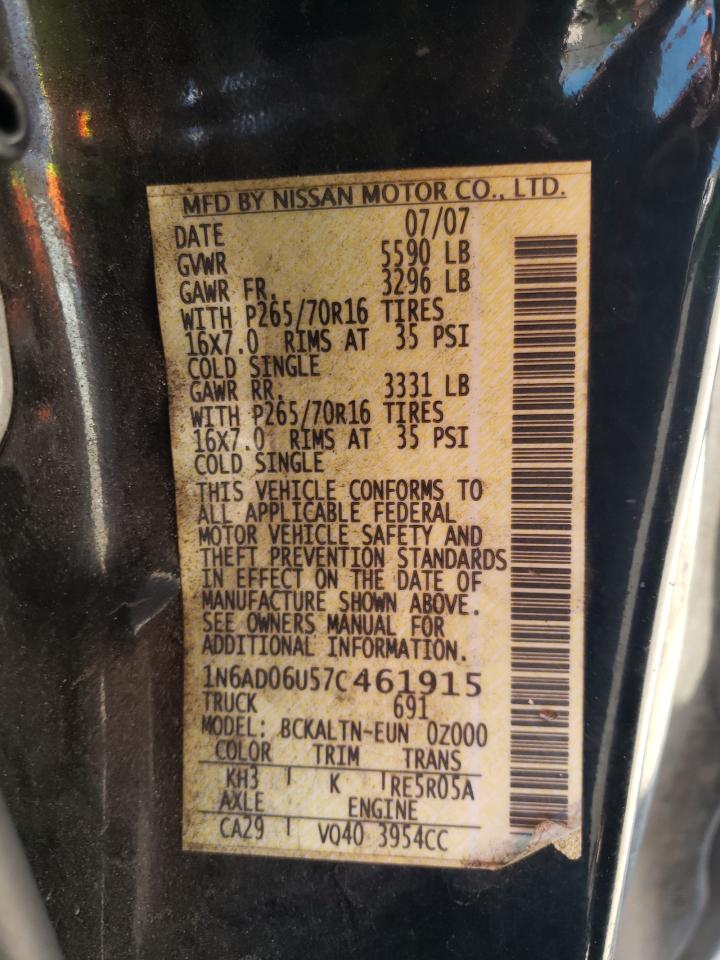 MFD BY NISSAN MOTOR CO., LTD.
DATE 07/07
GVWR 5590 LB
GAWR FR. 3296 LB
WITH P265/70R16 TIRES
16X7.0 RIMS AT 35 PSI
COLD SINGLE
GAWR RR. 3331 LB
WITH P265/70R16 TIRES
16X7.0 RIMS AT 35 PSI
COLD SINGLE
THIS VEHICLE CONFORMS TO
ALL APPLICABLE FEDERAL
MOTOR VEHICLE SAFETY AND
THEFT PREVENTION STANDARDS
IN EFFECT ON THE DATE OF
MANUFACTURE SHOWN ABOVE.
SEE OWNERS MANUAL FOR
ADDITIONAL INFORMATION.
1N6AD06U57C461915
TRUCK 691
MODEL: BCKALTN-EUN 0Z000
COLOR TRIM TRANS
KH3 K RE5R05A
AXLE ENGINE
CA29 VQ40 3954CC